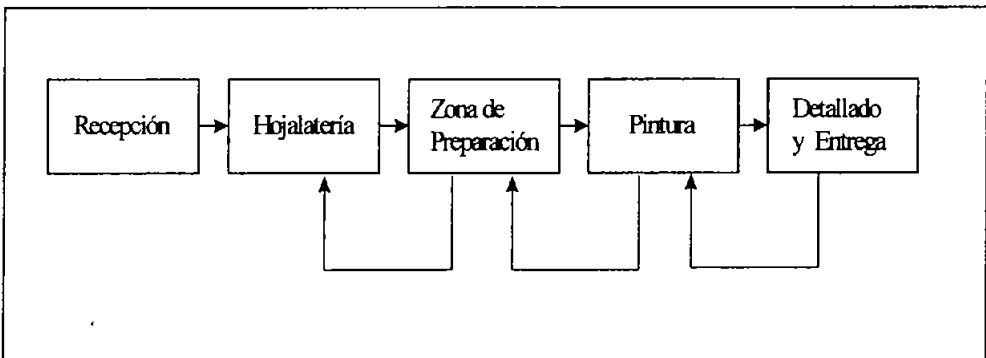 Recepción
Hojalatería
Zona de
Preparación
Pintura
Detallado
y Entrega